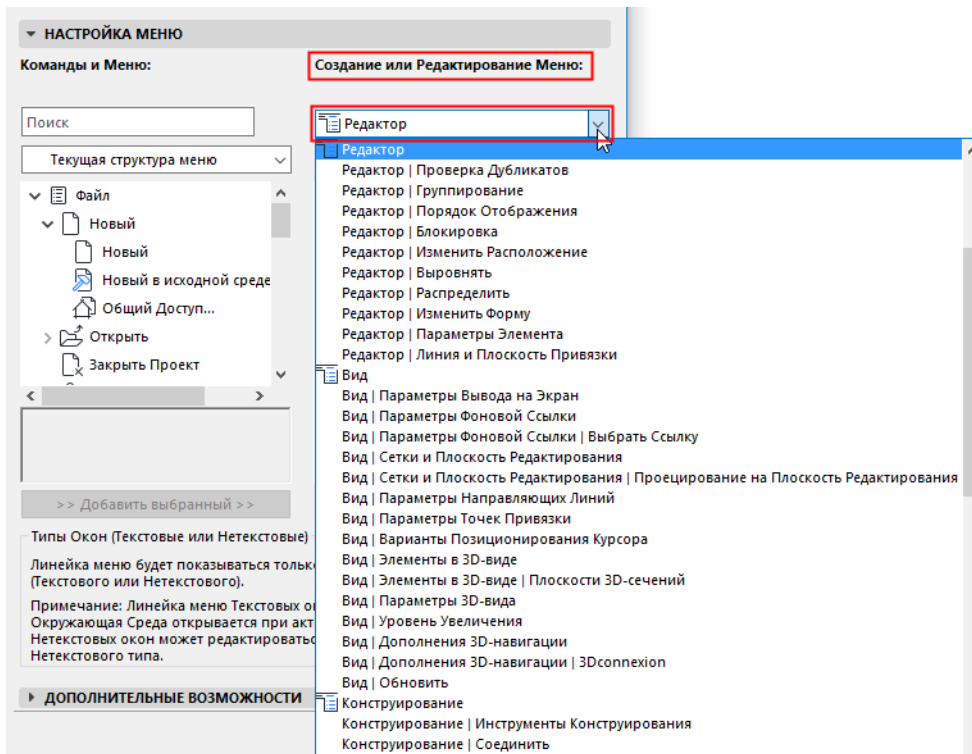 НАСТРОЙКА МЕНЮ
Команды и Меню:
Создание или Редактирование Меню:
Поиск
Редактор
Текущая структура меню
Файл
Новый
Новый
Новый в исходной среде
Общий Доступ...
Открыть
Закрыть Проект
>> Добавить выбранный >>
Типы Окон (Текстовые или Нетекстовые)
Линейка меню будет показываться только
(Текстового или Нетекстового).
Примечание: Линейка меню Текстовых
Окружающая Среда открывается при
Нетекстовых окон может редактировать
Нетекстового типа.
ДОПОЛНИТЕЛЬНЫЕ ВОЗМОЖНОСТИ
Редактор
Редактор | Проверка Дубликатов
Редактор | Группирование
Редактор | Порядок Отображения
Редактор | Блокировка
Редактор | Изменить Расположение
Редактор | Выровнять
Редактор | Распределить
Редактор | Изменить Форму
Редактор | Параметры Элемента
Редактор | Линия и Плоскость Привязки
Вид
Вид | Параметры Вывода на Экран
Вид | Параметры Фоновой Ссылки
Вид | Параметры Фоновой Ссылки | Выбрать Ссылку
Вид | Сетки и Плоскость Редактирования
Вид | Сетки и Плоскость Редактирования | Проецирование на Плоскость Редактирования
Вид | Параметры Направляющих Линий
Вид | Параметры Точек Привязки
Вид | Варианты Позиционирования Курсора
Вид | Элементы в 3D-виде
Вид | Элементы в 3D-виде | Плоскости 3D-сечений
Вид | Параметры 3D-вида
Вид | Уровень Увеличения
Вид | Дополнения 3D-навигации
Вид | Дополнения 3D-навигации | 3Dconnexion
Вид | Обновить
Конструирование
Конструирование | Инструменты Конструирования
Конструирование | Соединить